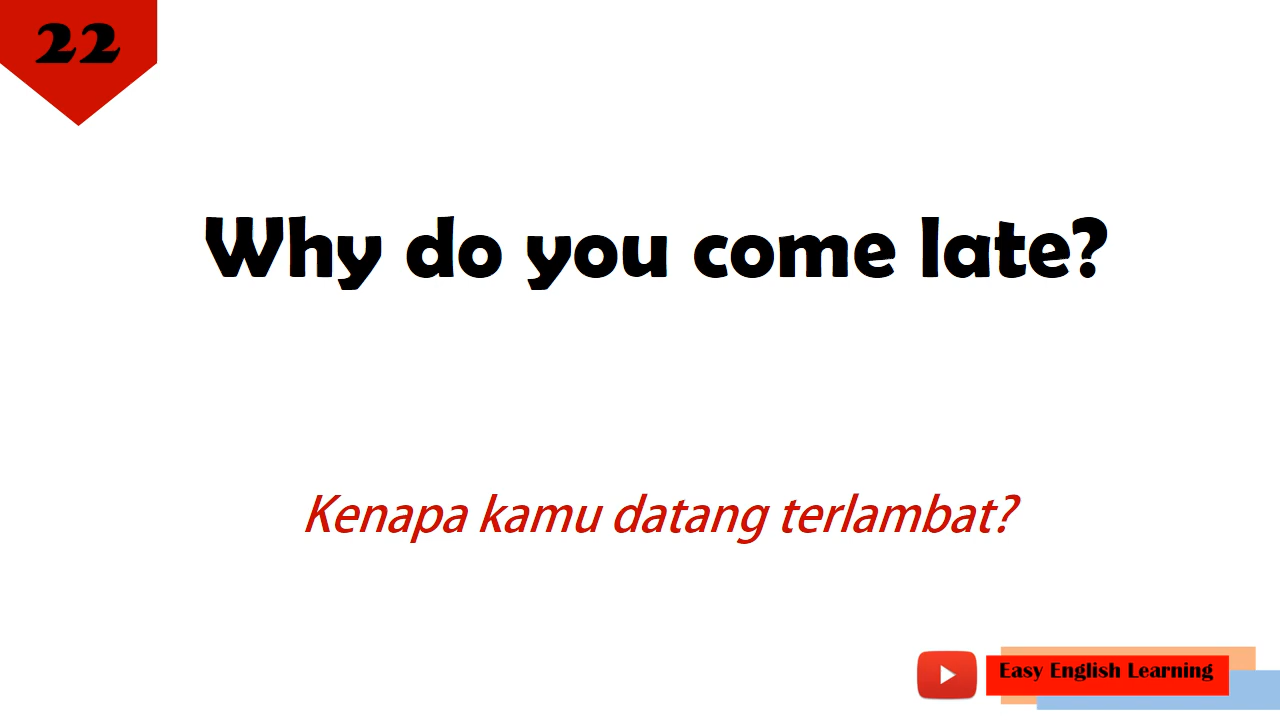 22
Why do you come late?
Kenapa kamu datang terlambat?
Easy English Learning